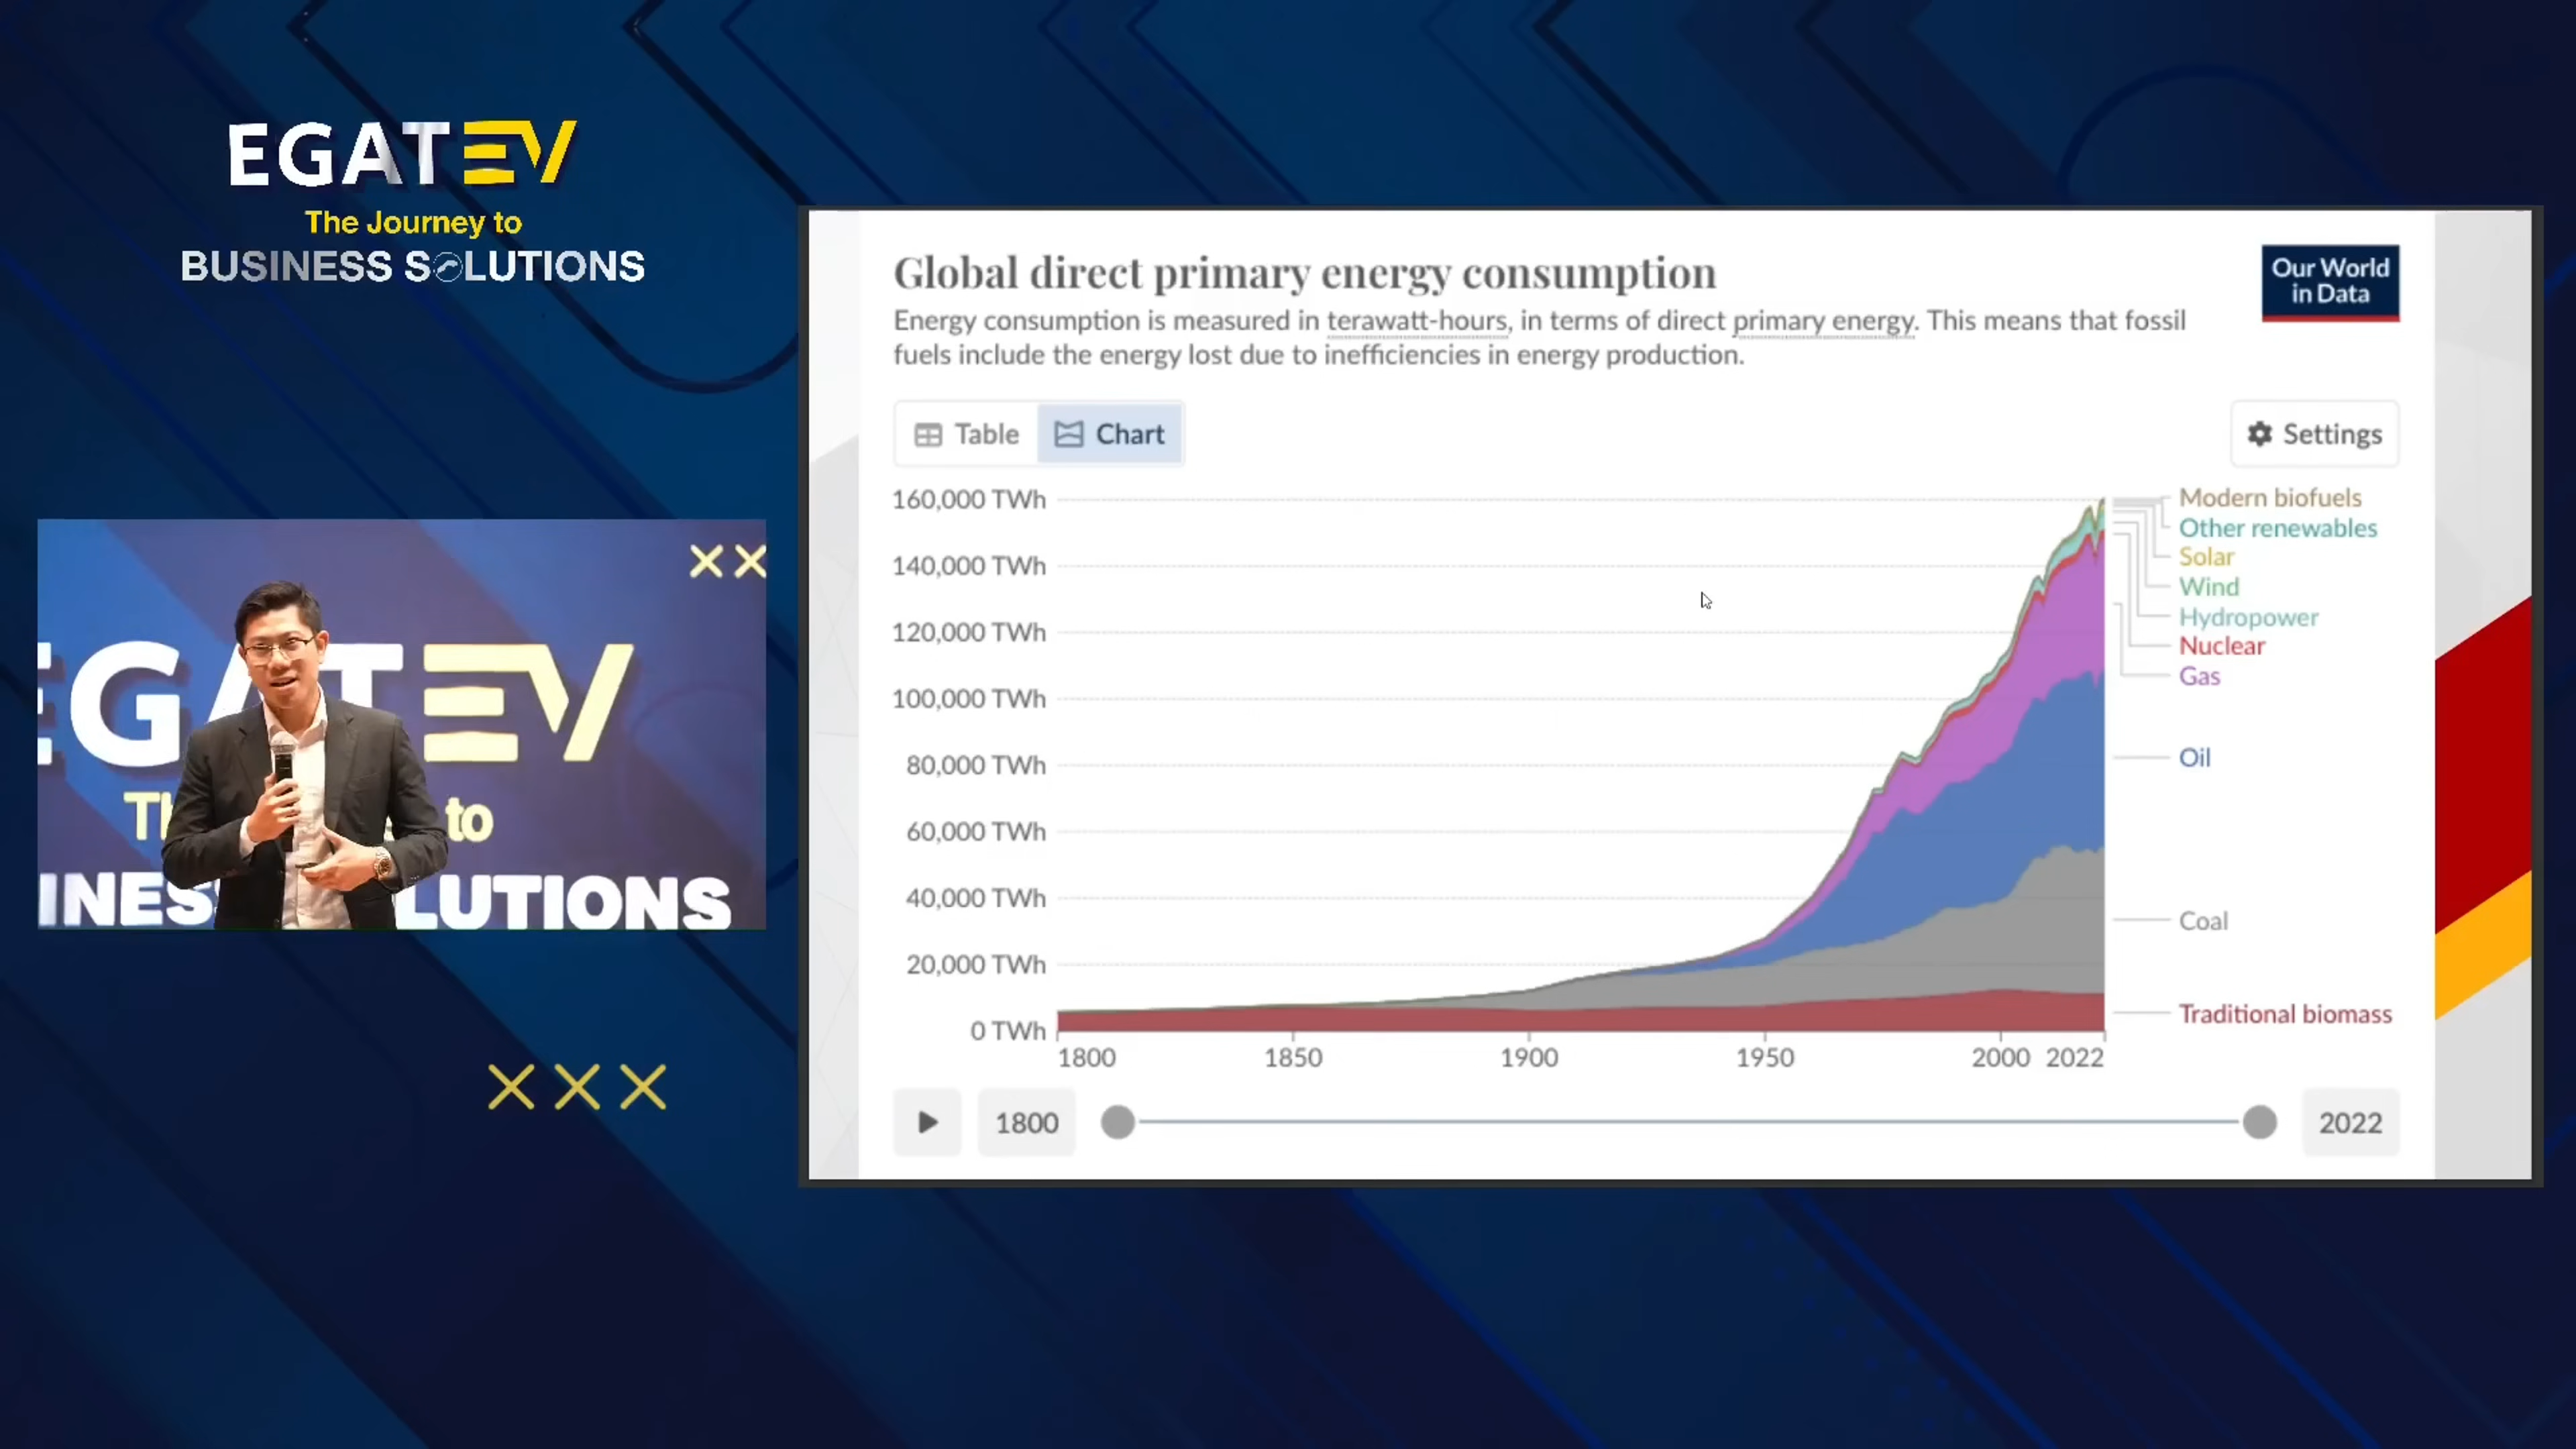 EGATEV
The Journey to
BUSINESS SOLUTIONS
EGATEV
Th to
INES LUTIONS
Global direct primary energy consumption
Our World
in Data
Energy consumption is measured in terawatt-hours, in terms of direct primary energy. This means that fossil
fuels include the energy lost due to inefficiencies in energy production.
Table
Chart
Settings
160,000 TWh
140,000 TWh
120,000 TWh
100,000 TWh
80,000 TWh
60,000 TWh
40,000 TWh
20,000 TWh
0 TWh
1800
1850
1900
1950
2000
2022
Modern biofuels
Other renewables
Solar
Wind
Hydropower
Nuclear
Gas
Oil
Coal
Traditional biomass
1800
2022